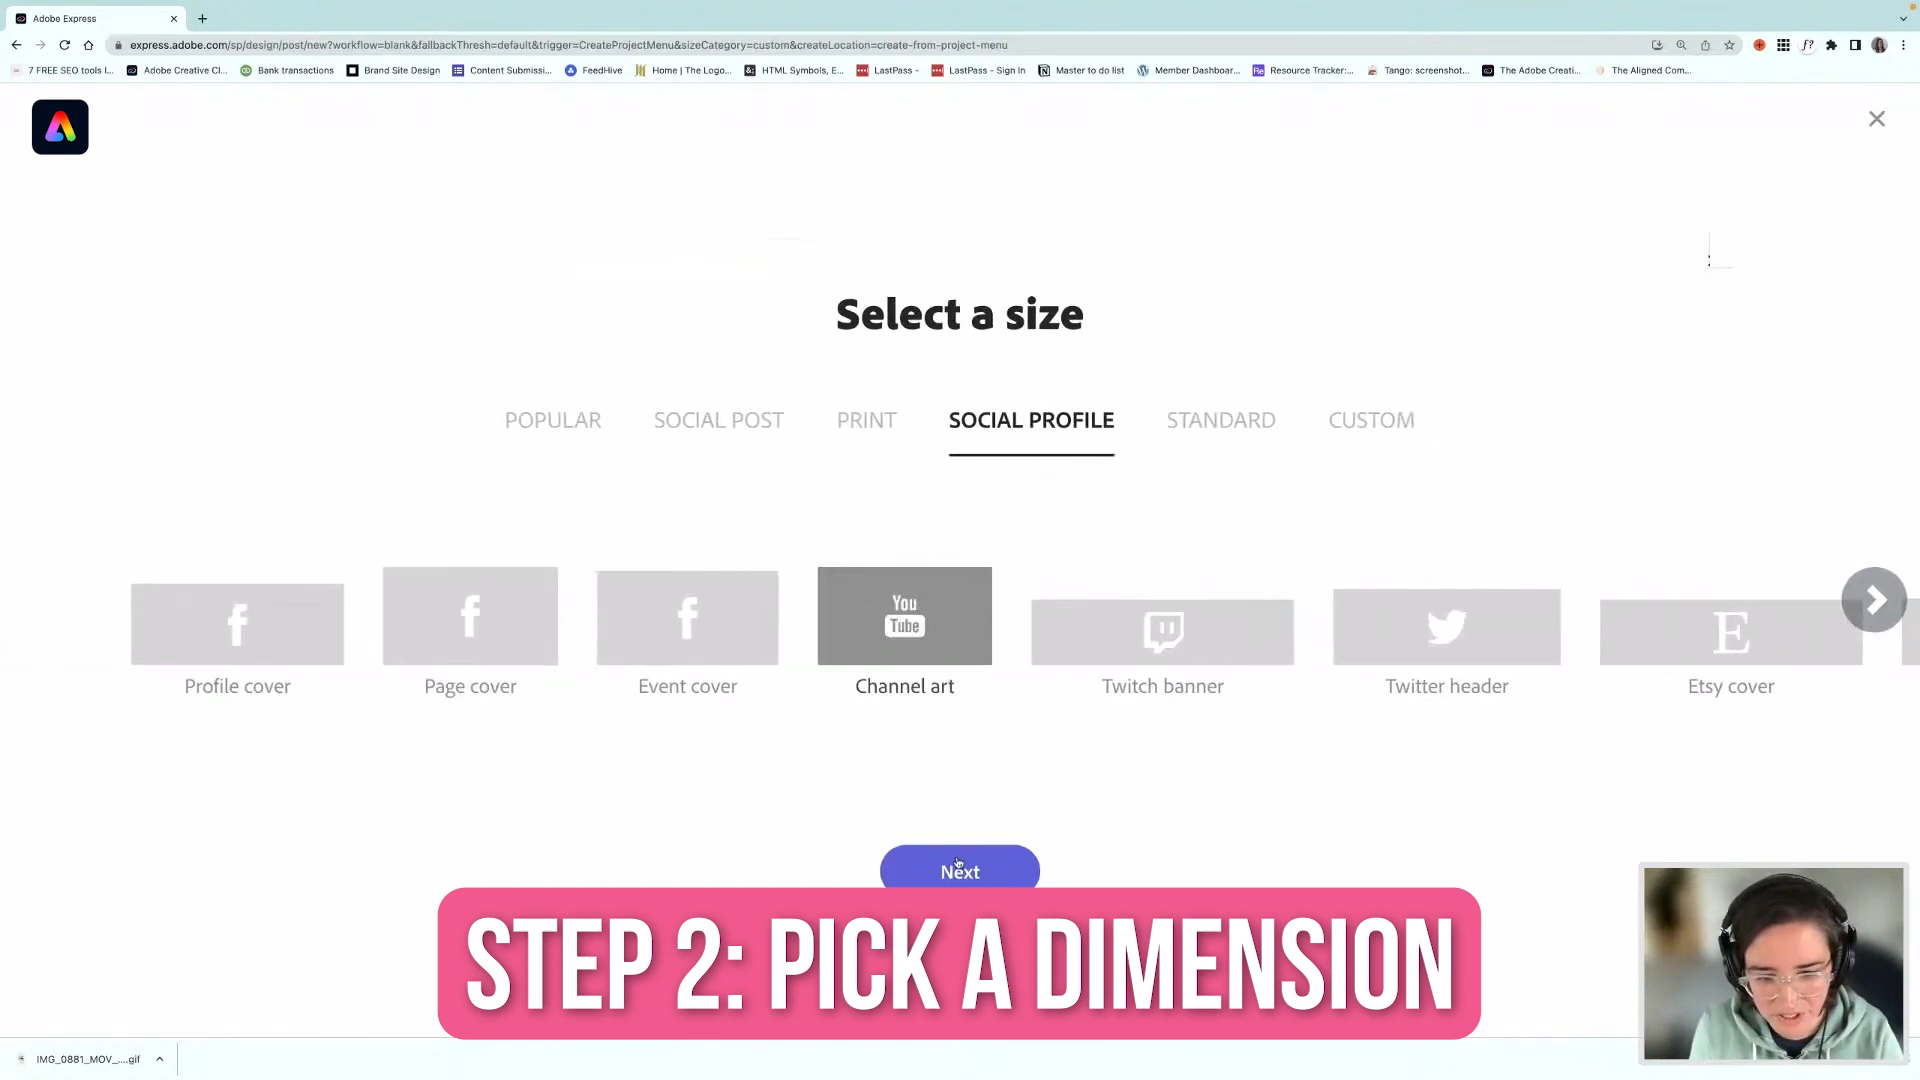 Adobe Express
express.adobe.com/sp/design/post/new?workflow=blank&fallbackThresh=default&trigger=CreateProjectMenu&sizeCategory=custom&createLocation=create-from-project-menu
f?
7 FREE SEO tools l...
Adobe Creative Cl...
Bank transactions
Brand Site Design
Content Submissi...
FeedHive
Home | The Logo...
HTML Symbols, E...
LastPass -
LastPass - Sign In
Master to do list
Member Dashboar...
Resource Tracker:...
Tango: screenshot...
The Adobe Creati...
The Aligned Com...
Select a size
POPULAR
SOCIAL POST
PRINT
SOCIAL PROFILE
STANDARD
CUSTOM
You
Tube
E
Profile cover
Page cover
Event cover
Channel art
Twitch banner
Twitter header
Etsy cover
Next
STEP 2: PICK A DIMENSION
IMG_0881_MOV_....gif